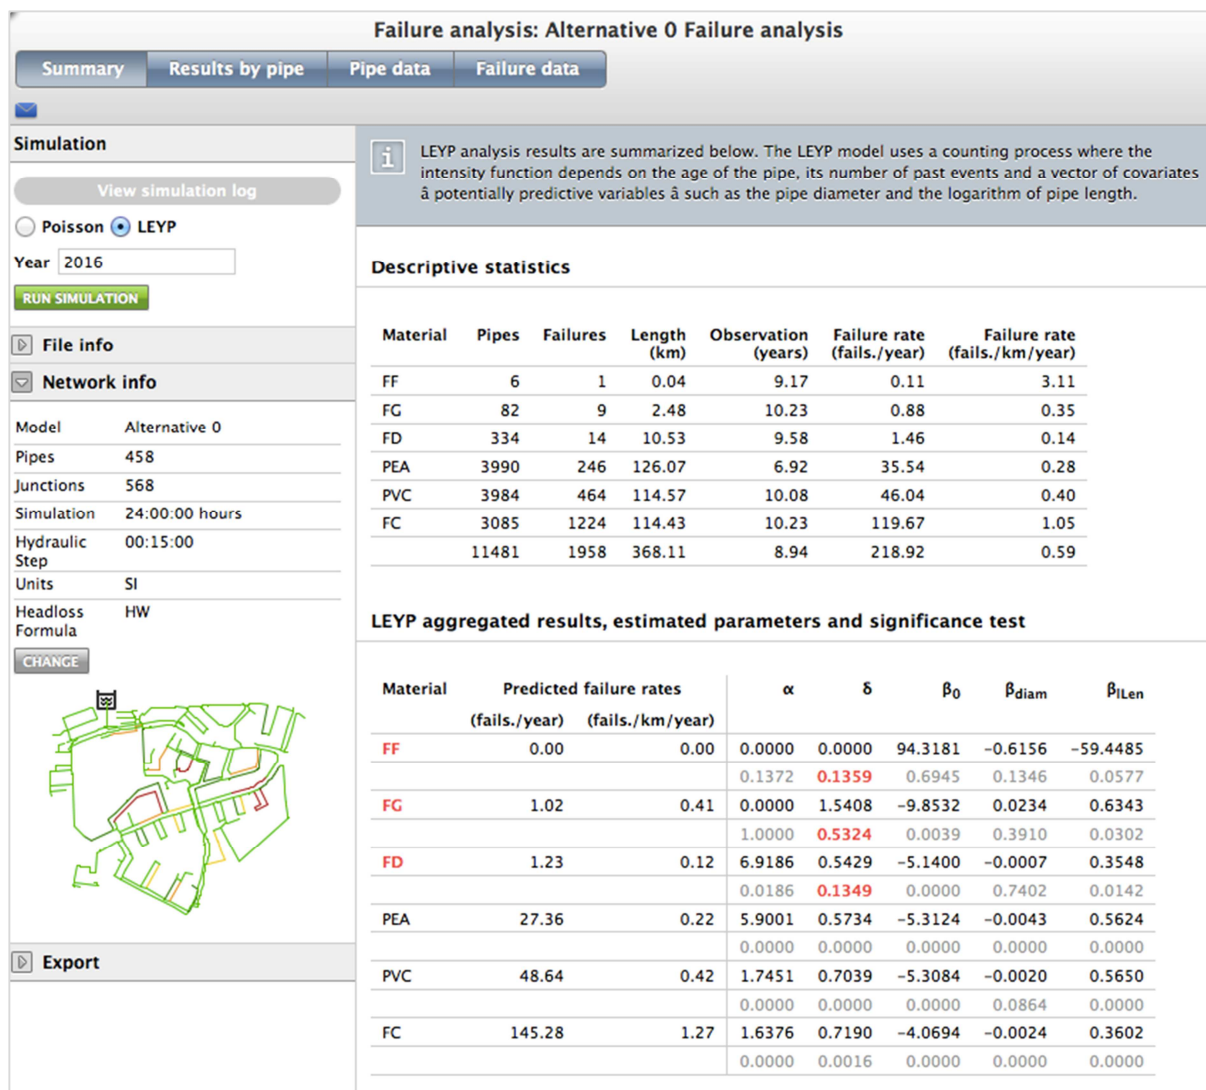 Failure analysis: Alternative 0 Failure analysis
Summary Results by pipe Pipe data Failure data
Simulation
View simulation log
Poisson LEYP
Year 2016
RUN SIMULATION
File info
Network info
Model Alternative 0
Pipes 458
Junctions 568
Simulation 24:00:00 hours
Hydraulic 00:15:00
Step
Units SI
Headloss HW
Formula
CHANGE
Export
i
LEYP analysis results are summarized below. The LEYP model uses a counting process where the
intensity function depends on the age of the pipe, its number of past events and a vector of covariates
â potentially predictive variables â such as the pipe diameter and the logarithm of pipe length.
Descriptive statistics
Material Pipes Failures Length Observation Failure rate Failure rate
(km) (years) (fails./year) (fails./km/year)
FF 6 1 0.04 9.17 0.11 3.11
FG 82 9 2.48 10.23 0.88 0.35
FD 334 14 10.53 9.58 1.46 0.14
PEA 3990 246 126.07 6.92 35.54 0.28
PVC 3984 464 114.57 10.08 46.04 0.40
FC 3085 1224 114.43 10.23 119.67 1.05
11481 1958 368.11 8.94 218.92 0.59
LEYP aggregated results, estimated parameters and significance test
Material Predicted failure rates α δ β0 βdiam βlLen
(fails./year) (fails./km/year)
FF 0.00 0.00 0.0000 0.0000 94.3181 −0.6156 −59.4485
0.1372 0.1359 0.6945 0.1346 0.0577
FG 1.02 0.41 0.0000 1.5408 −9.8532 0.0234 0.6343
1.0000 0.5324 0.0039 0.3910 0.0302
FD 1.23 0.12 6.9186 0.5429 −5.1400 −0.0007 0.3548
0.0186 0.1349 0.0000 0.7402 0.0142
PEA 27.36 0.22 5.9001 0.5734 −5.3124 −0.0043 0.5624
0.0000 0.0000 0.0000 0.0000 0.0000
PVC 48.64 0.42 1.7451 0.7039 −5.3084 −0.0020 0.5650
0.0000 0.0000 0.0000 0.0864 0.0000
FC 145.28 1.27 1.6376 0.7190 −4.0694 −0.0024 0.3602
0.0000 0.0016 0.0000 0.0000 0.0000